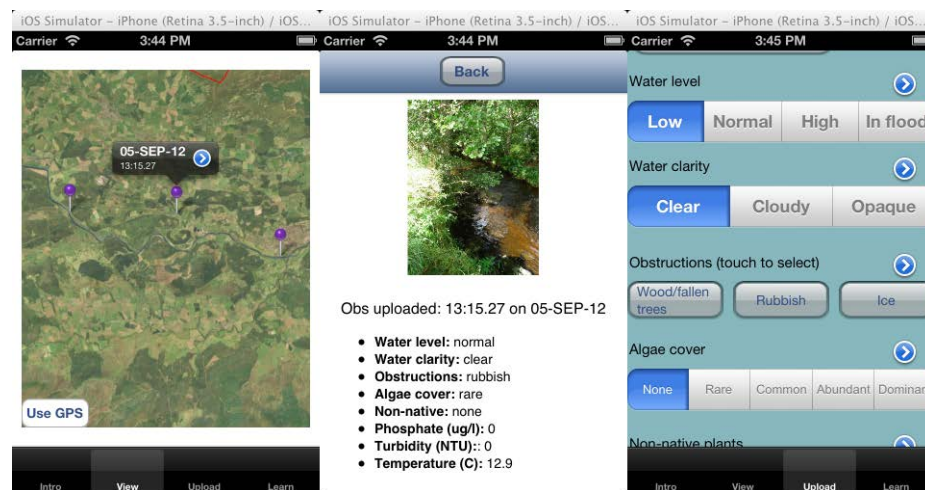 iOS Simulator – iPhone (Retina 3.5–inch) / iOS...
Carrier
3:44 PM
05-SEP-12
13:15.27
Use GPS
Intro
View
Upload
Learn
iOS Simulator – iPhone (Retina 3.5–inch) / iOS...
Carrier
3:44 PM
Back
Obs uploaded: 13:15.27 on 05-SEP-12
• Water level: normal
• Water clarity: clear
• Obstructions: rubbish
• Algae cover: rare
• Non-native: none
• Phosphate (ug/l): 0
• Turbidity (NTU):: 0
• Temperature (C): 12.9
iOS Simulator – iPhone (Retina 3.5–inch) / iOS...
Carrier
3:45 PM
Water level
Low Normal High In flood
Water clarity
Clear Cloudy Opaque
Obstructions (touch to select)
Wood/fallen
trees
Rubbish
Ice
Algae cover
None Rare Common Abundant Dominan
Non-native plants
Intro
View
Upload
Learn